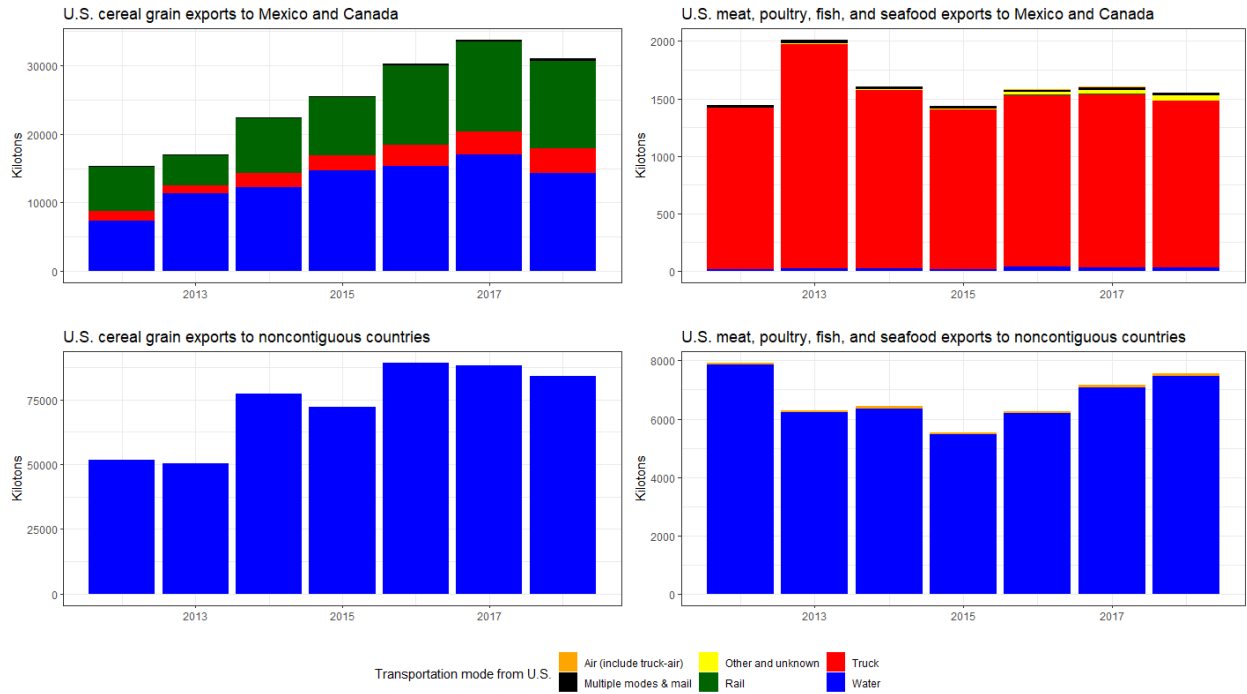 U.S. cereal grain exports to Mexico and Canada
Kilotons
30000
20000
10000
0
2013
2015
2017
U.S. meat, poultry, fish, and seafood exports to Mexico and Canada
Kilotons
2000
1500
1000
500
0
2013
2015
2017
U.S. cereal grain exports to noncontiguous countries
Kilotons
75000
50000
25000
0
2013
2015
2017
U.S. meat, poultry, fish, and seafood exports to noncontiguous countries
Kilotons
8000
6000
4000
2000
0
2013
2015
2017
Transportation mode from U.S.
Air (include truck-air)
Multiple modes & mail
Other and unknown
Rail
Truck
Water